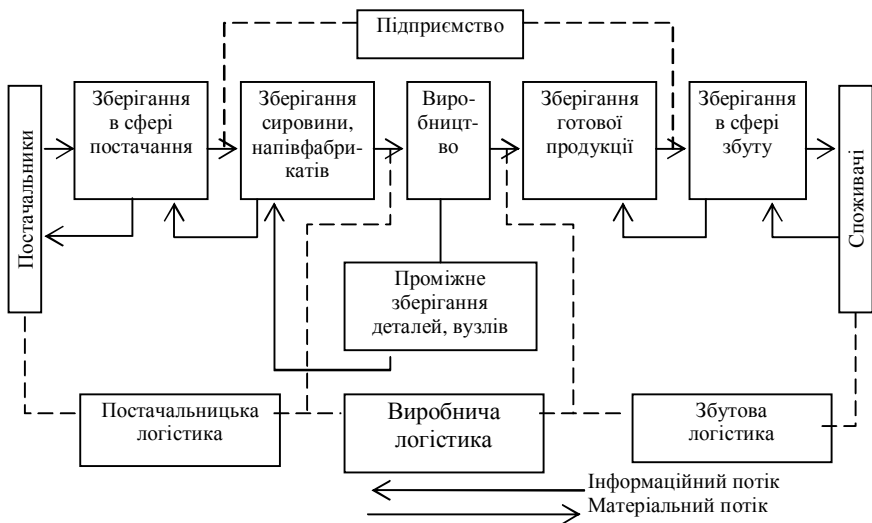 Підприємство
Постачальники
Зберігання
в сфері
постачання
Зберігання
сировини,
напівфабри-
катів
Виро-
бництт-
во
Зберігання
готової
продукції
Зберігання
в сфері
збуту
Споживачі
Проміжне
зберігання
деталей, вузлів
Постачальницька
логістика
Виробнича
логістика
Збутова
логістика
Інформаційний потік
Матеріальний потік